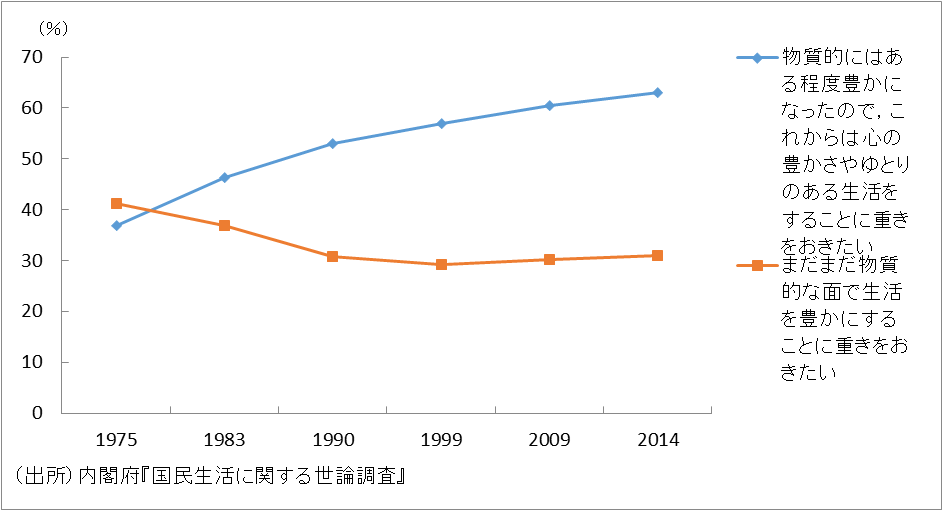 (%)
70
60
50
40
30
20
10
0
1975 1983 1990 1999 2009 2014
物質的にはあ
る程度豊かに
なったので，こ
れからは心の
豊かさやゆとり
のある生活を
することに重き
をおきたい
まだまだ物質
的な面で生活
を豊かにする
ことに重きをお
きたい
（出所）内閣府『国民生活に関する世論調査』